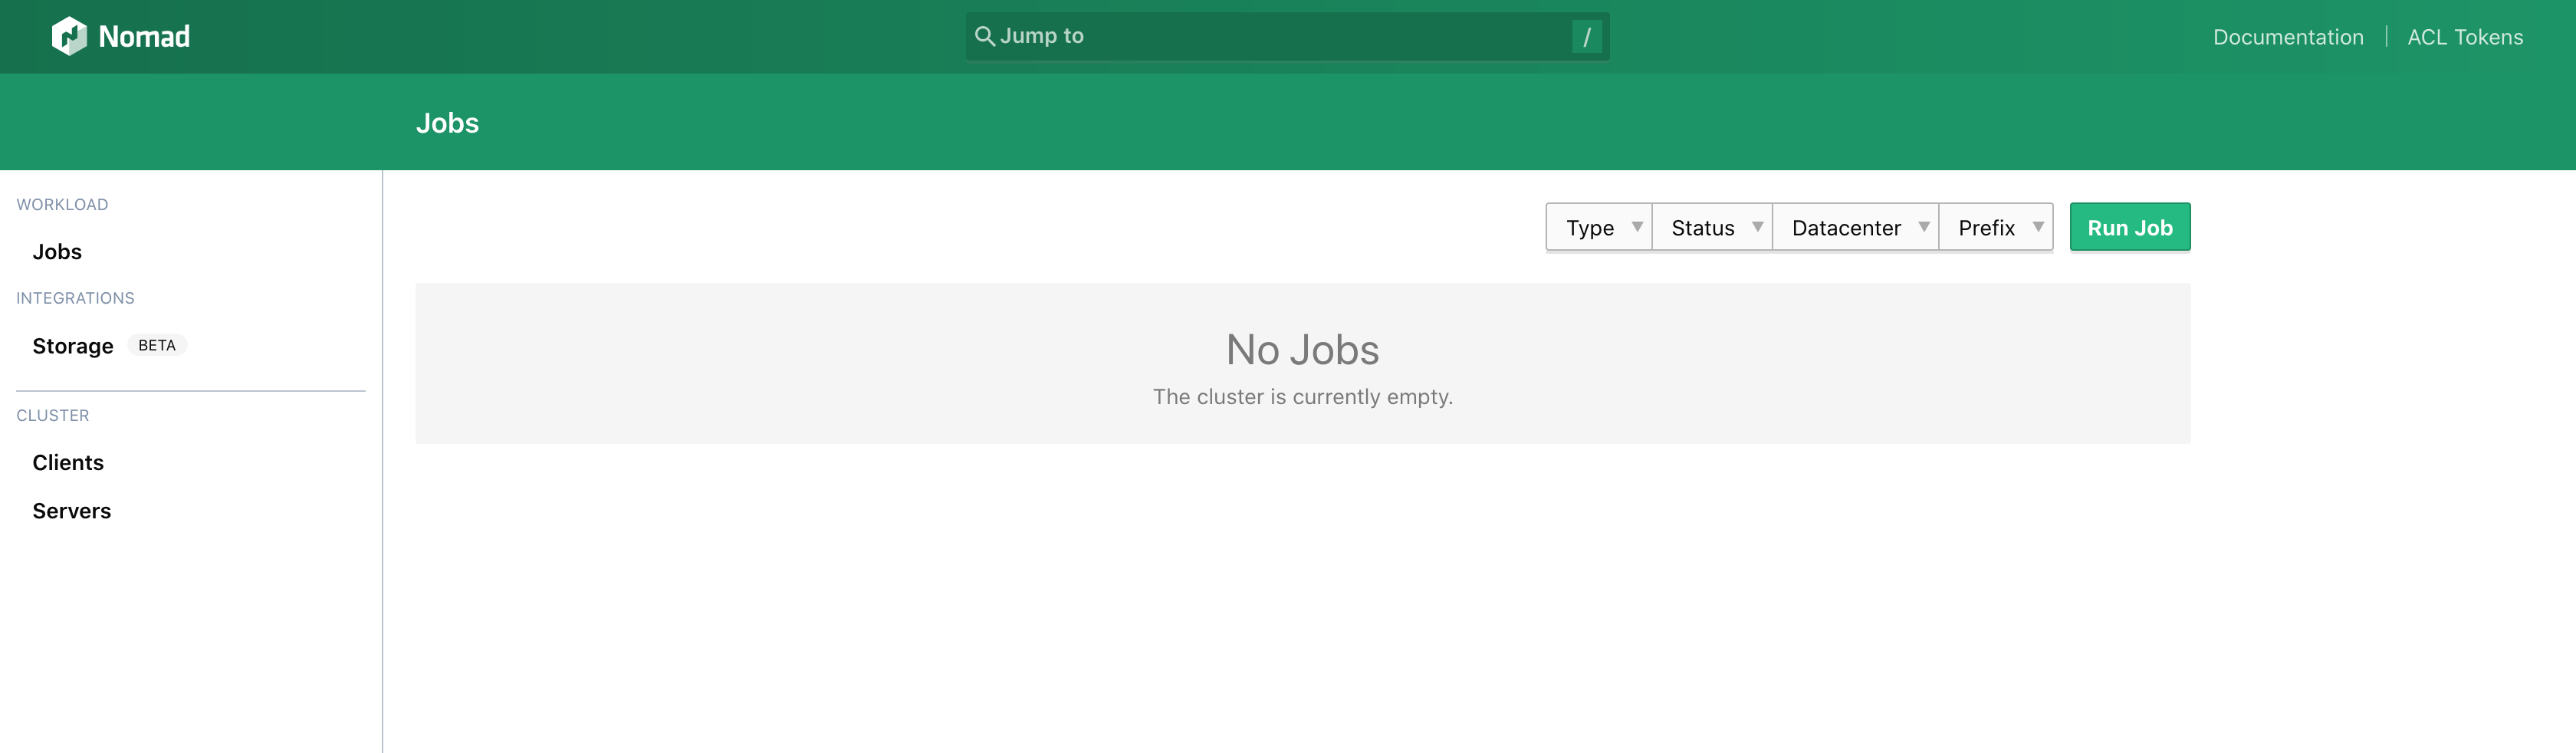 Nomad
Jump to /
Documentation | ACL Tokens
Jobs
WORKLOAD
Jobs
INTEGRATIONS
Storage BETA
CLUSTER
Clients
Servers
Type Status Datacenter Prefix Run Job
No Jobs
The cluster is currently empty.